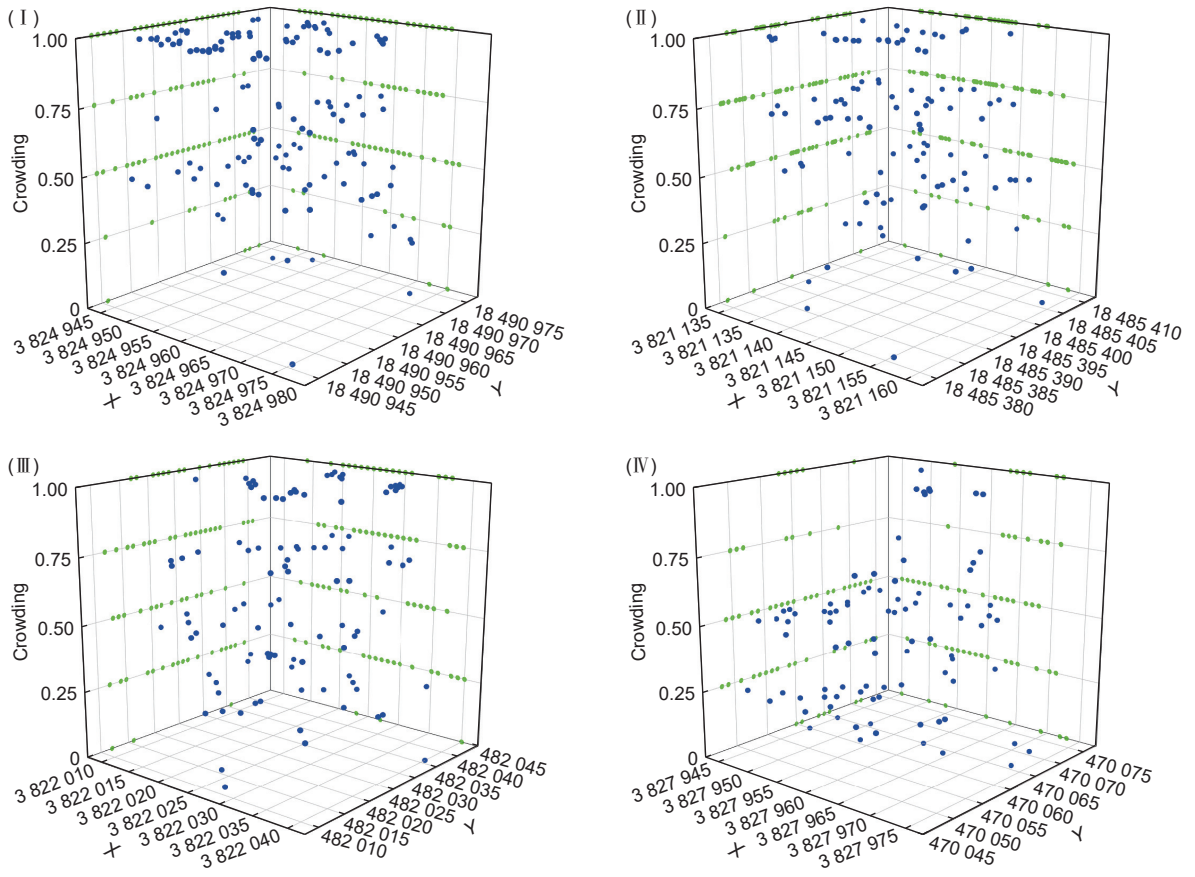 (Ⅰ)
1.00
0.75
0.50
0.25
0
Crowding
3 824 945
3 824 950
3 824 955
3 824 960
3 824 965
3 824 970
3 824 975
3 824 980
X
18 490 975
18 490 970
18 490 965
18 490 960
18 490 955
18 490 950
18 490 945
Y
(Ⅱ)
1.00
0.75
0.50
0.25
0
Crowding
3 821 135
3 821 135
3 821 140
3 821 145
3 821 150
3 821 155
3 821 160
X
18 485 410
18 485 405
18 485 400
18 485 395
18 485 390
18 485 385
18 485 380
Y
(Ⅲ)
1.00
0.75
0.50
0.25
0
Crowding
3 822 010
3 822 015
3 822 020
3 822 025
3 822 030
3 822 035
3 822 040
X
482 045
482 040
482 035
482 030
482 025
482 020
482 015
482 010
Y
(Ⅳ)
1.00
0.75
0.50
0.25
0
Crowding
3 827 945
3 827 950
3 827 955
3 827 960
3 827 965
3 827 970
3 827 975
X
470 075
470 070
470 065
470 060
470 055
470 050
470 045
Y